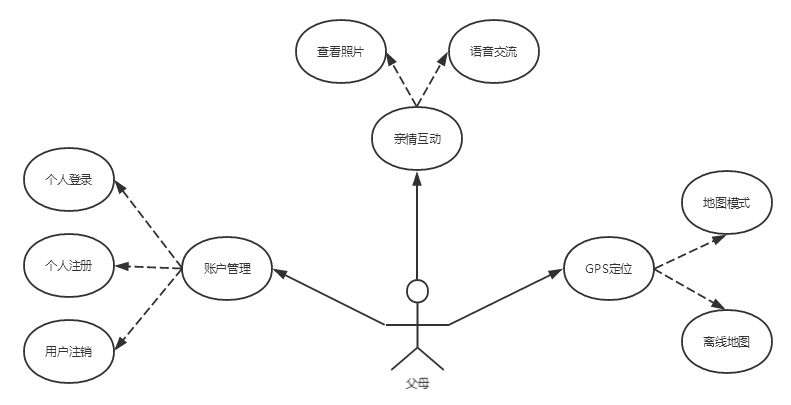 查看照片
语音交流
亲情互动
个人登录
地图模式
个人注册
账户管理
GPS定位
用户注销
离线地图
父母